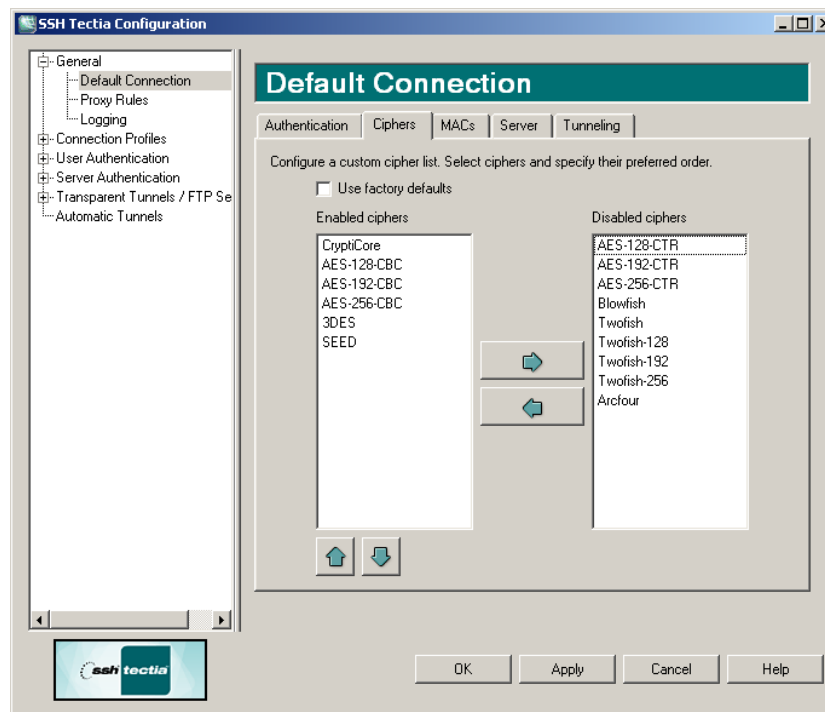 SSH Tectia Configuration
General
Default Connection
Proxy Rules
Logging
Connection Profiles
User Authentication
Server Authentication
Transparent Tunnels / FTP Se
Automatic Tunnels
Default Connection
Authentication Ciphers MACs Server Tunneling
Configure a custom cipher list. Select ciphers and specify their preferred order.
Use factory defaults
Enabled ciphers
CryptiCore
AES-128-CBC
AES-192-CBC
AES-256-CBC
3DES
SEED
Disabled ciphers
AES-128-CTR
AES-192-CTR
AES-256-CTR
Blowfish
Twofish
Twofish-128
Twofish-192
Twofish-256
Arcfour
ssh tectia
OK Apply Cancel Help